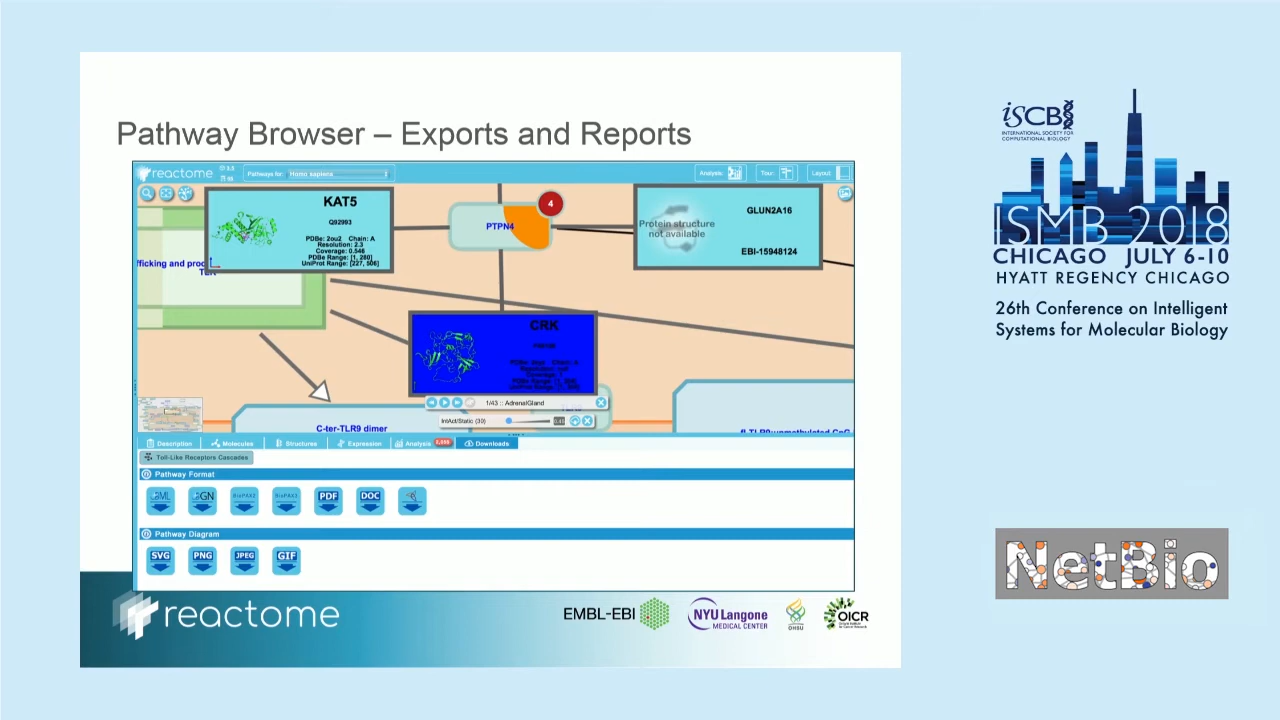 Pathway Browser – Exports and Reports
reactome
Pathways for: Homo sapiens
Analysis:
Tour:
Layout:
KAT5
Q92993
PDBe: 2ou2 Chain: A
Resolution: 2.3
Coverage: 0.546
PDBe Range: [1, 280]
UniProt Range: [227, 506]
PTPN4
4
Protein structure
not available
GLUN2A16
EBI-15948124
fficking and proc
CRK
1/43 :: AdrenalGland
IntAct/Static (30)
C-ter-TLR9 dimer
Description
Molecules
Structures
Expression
Analysis
Downloads
Toll-Like Receptors Cascades
Pathway Format
BioPAX2
BioPAX3
PDF
DOC
Pathway Diagram
SVG
PNG
JPEG
GIF
reactome
EMBL-EBI
NYU Langone
MEDICAL CENTER
OHSU
OICR
Ontario Institute
for Cancer Research
iSCB
INTERNATIONAL SOCIETY FOR
COMPUTATIONAL BIOLOGY
ISMB 2018
CHICAGO JULY 6-10
HYATT REGENCY CHICAGO
26th Conference on Intelligent
Systems for Molecular Biology
NetBio